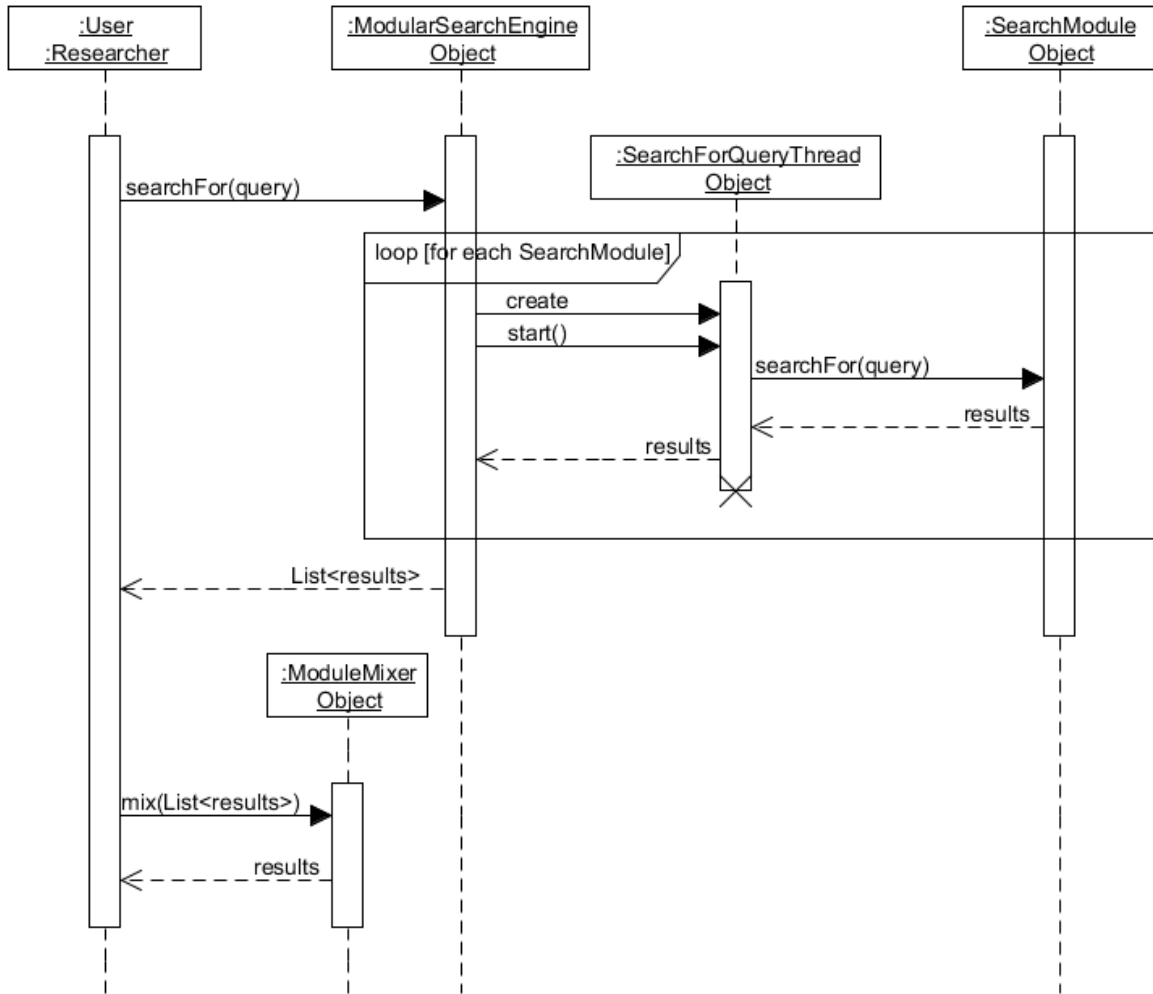 :User
:Researcher
:ModularSearchEngine
Object
:SearchModule
Object
:SearchForQueryThread
Object
searchFor(query)
loop [for each SearchModule]
create
start()
searchFor(query)
results
results
List<results>
:ModuleMixer
Object
mix(List<results>)
results